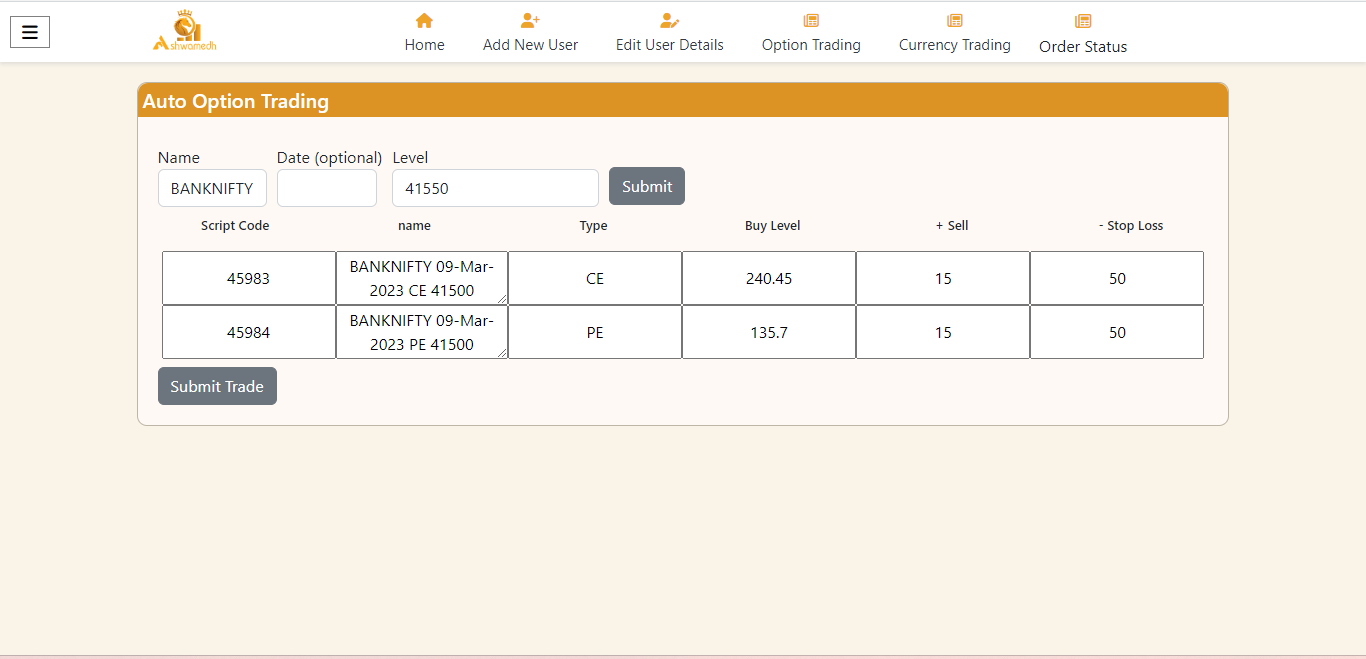 Ashwamedh
Home
Add New User
Edit User Details
Option Trading
Currency Trading
Order Status
Auto Option Trading
Name Date (optional) Level
BANKNIFTY 41550 Submit
Script Code name Type Buy Level + Sell - Stop Loss
45983 BANKNIFTY 09-Mar-
2023 CE 41500 CE 240.45 15 50
45984 BANKNIFTY 09-Mar-
2023 PE 41500 PE 135.7 15 50
Submit Trade